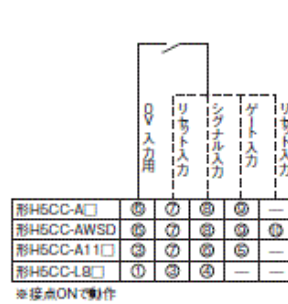 0V入力用
リセット入力
シグナル入力
ゲート入力
リセット入力
形H5CC-A□ ⑥ ⑦ ⑧ ⑨ —
形H5CC-AWSD ⑥ ⑦ ⑧ ⑨ ⑩
形H5CC-A11□ ③ ⑦ ⑥ ⑤ —
形H5CC-L8□ ① ③ ④ — —
※接点ONで動作